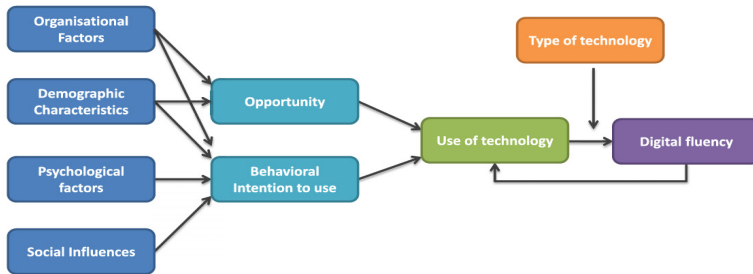 Organisational
Factors
Type of technology
Demographic
Characteristics
Opportunity
Use of technology
Digital fluency
Psychological
factors
Behavioral
Intention to use
Social Influences